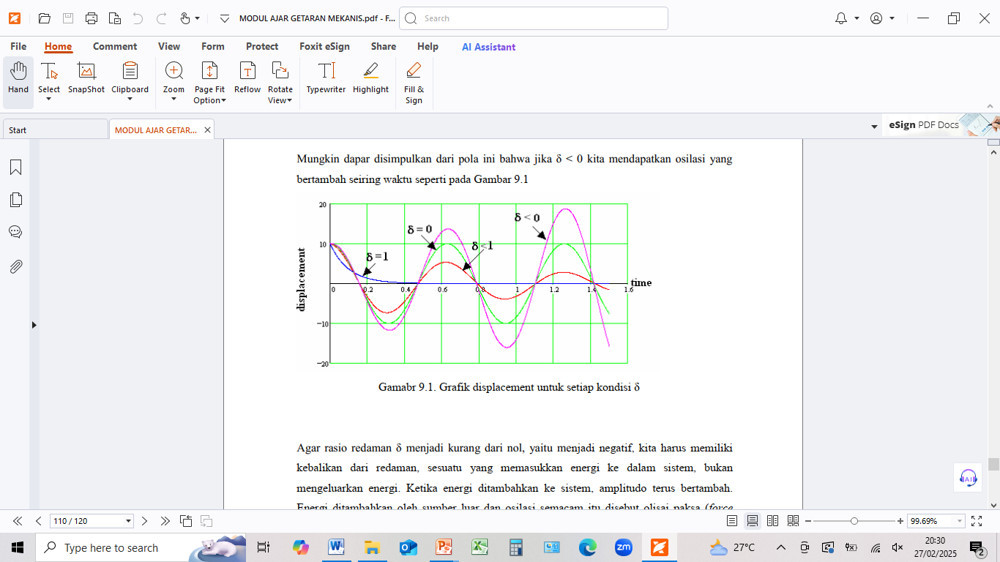 MODUL AJAR GETARAN MEKANIS.pdf - F...
Search
File Home Comment View Form Protect Foxit eSign Share Help AI Assistant
Hand Select SnapShot Clipboard Zoom Page Fit Option Reflow Rotate View Typewriter Highlight Fill & Sign
Start
MODUL AJAR GETAR...
eSign PDF Docs
Mungkin dapar disimpulkan dari pola ini bahwa jika δ < 0 kita mendapatkan osilasi yang
bertambah seiring waktu seperti pada Gambar 9.1
20
δ < 0
δ = 0
10
δ <1
δ =1
displacement
time
0 0.2 0.4 0.6 0.8 1 1.2 1.4 1.6
−10
−20
Gamabr 9.1. Grafik displacement untuk setiap kondisi δ
Agar rasio redaman δ menjadi kurang dari nol, yaitu menjadi negatif, kita harus memiliki
kebalikan dari redaman, sesuatu yang memasukkan energi ke dalam sistem, bukan
mengeluarkan energi. Ketika energi ditambahkan ke sistem, amplitudo terus bertambah.
Energi ditambahkan oleh sumber luar dan osilasi semacam itu disebut olisai paksa (force
AI
110 / 120
99.69%
Type here to search
zm
27°C
20:30
27/02/2025
2